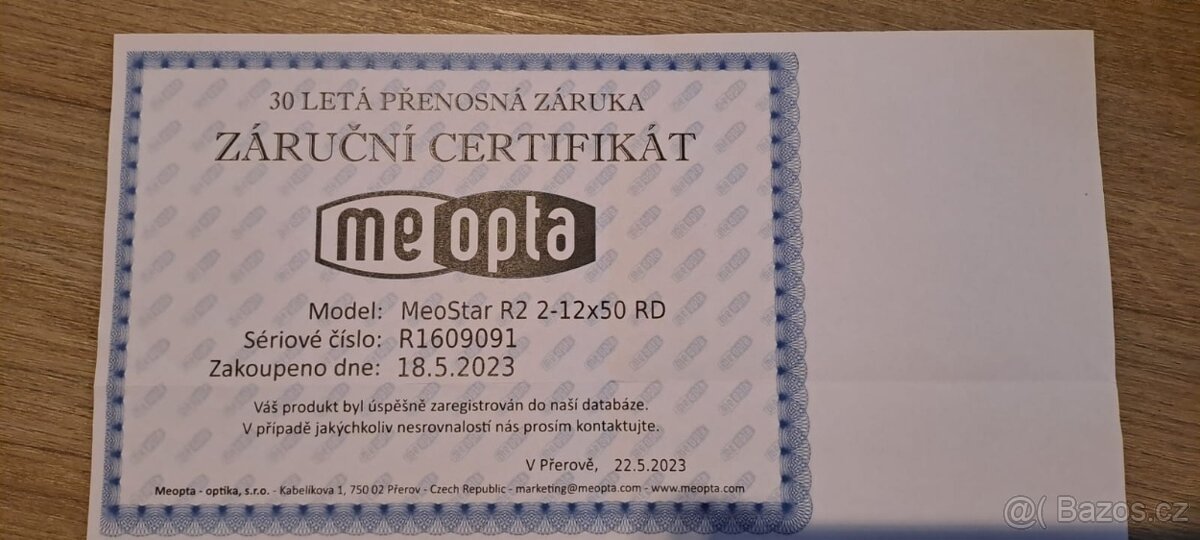 30 LETÁ PŘENOSNÁ ZÁRUKA
ZÁRUČNÍ CERTIFIKÁT
meopta
Model: MeoStar R2 2-12x50 RD
Sériové číslo: R1609091
Zakoupeno dne: 18.5.2023
Váš produkt byl úspěšně zaregistrován do naší databáze.
V případě jakýchkoliv nesrovnalostí nás prosím kontaktujte.
V Přerově, 22.5.2023
Meopta - optika, s.r.o. - Kabelíkova 1, 750 02 Přerov - Czech Republic - marketing@meopta.com - www.meopta.com
@( Bazos.cz